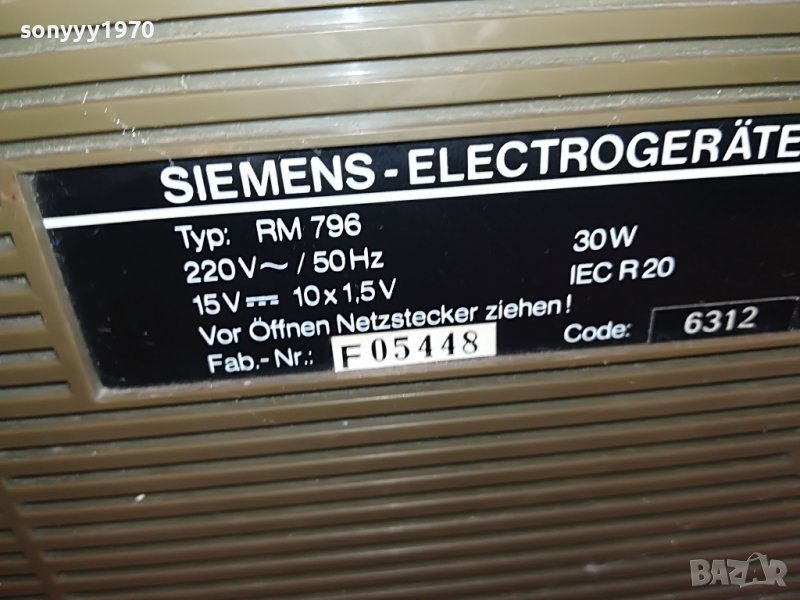 sonyyy1970
SIEMENS - ELECTROGERÄTE
Typ: RM 796
220V~ / 50Hz
30W
15V⎓ 10x1,5V
IEC R20
Vor Öffnen Netzstecker ziehen!
Fab.-Nr.: F05448
Code: 6312
BAZAR